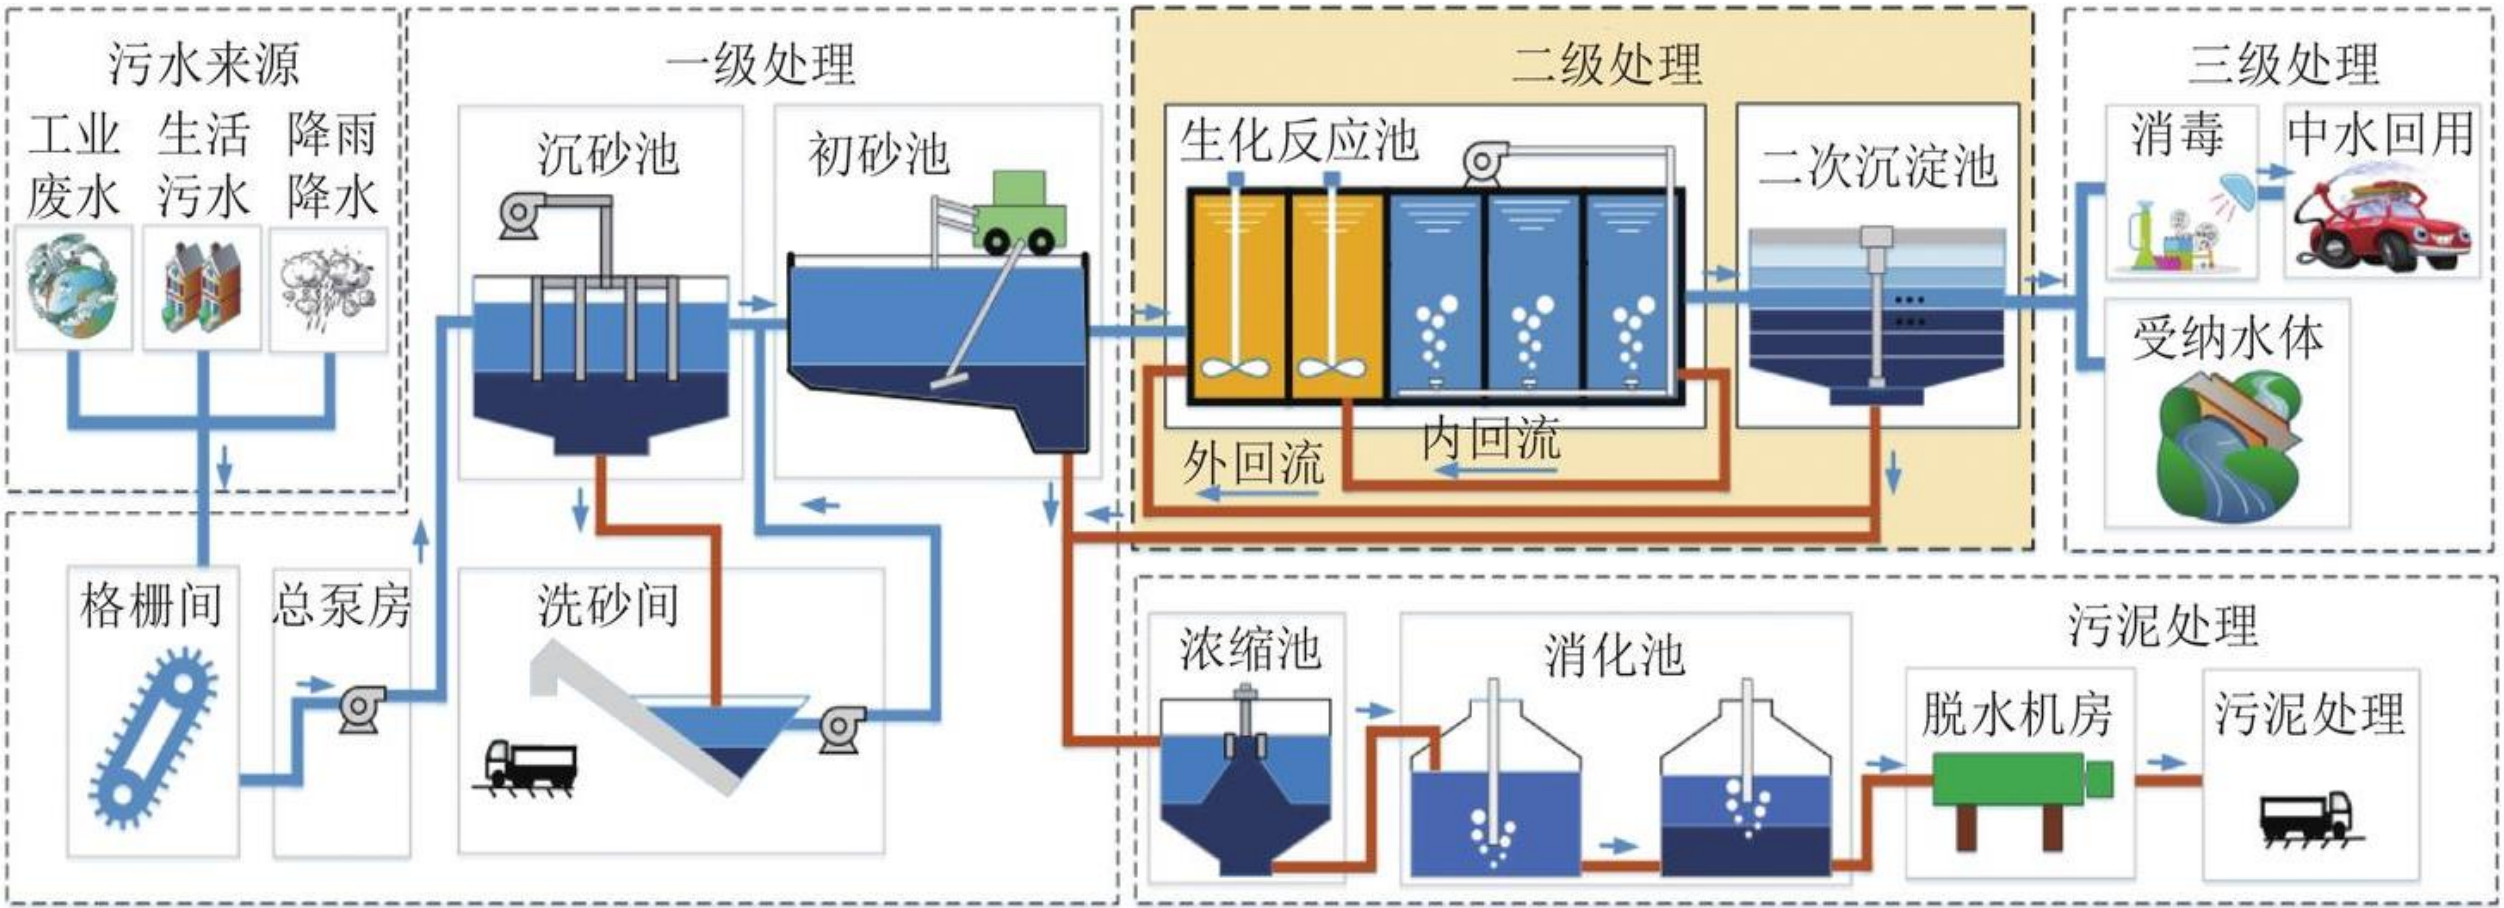 污水来源
工业
废水
生活
污水
降雨
降水
格栅间
总泵房
一级处理
沉砂池
初砂池
洗砂间
二级处理
生化反应池
二次沉淀池
外回流
内回流
三级处理
消毒
中水回用
受纳水体
污泥处理
浓缩池
消化池
脱水机房
污泥处理